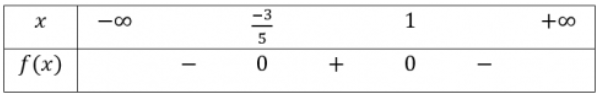 x −∞ −3/5 1 +∞
f(x) − 0 + 0 −